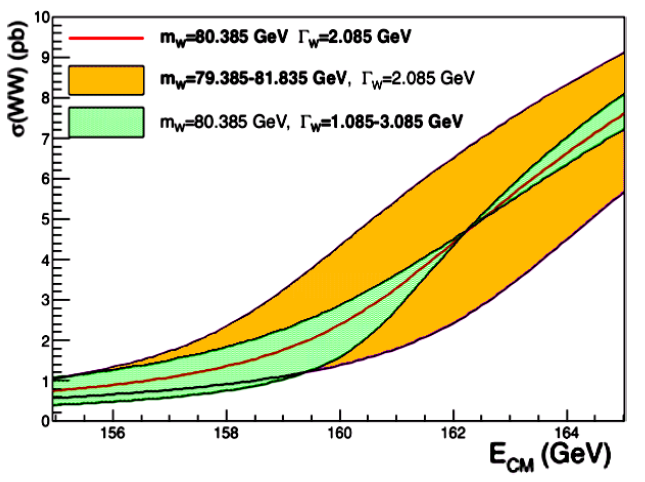 σ(WW) (pb)
10
9
8
7
6
5
4
3
2
1
0
m_W=80.385 GeV Γ_W=2.085 GeV
m_W=79.385-81.835 GeV, Γ_W=2.085 GeV
m_W=80.385 GeV, Γ_W=1.085-3.085 GeV
156 158 160 162 164
E_CM (GeV)